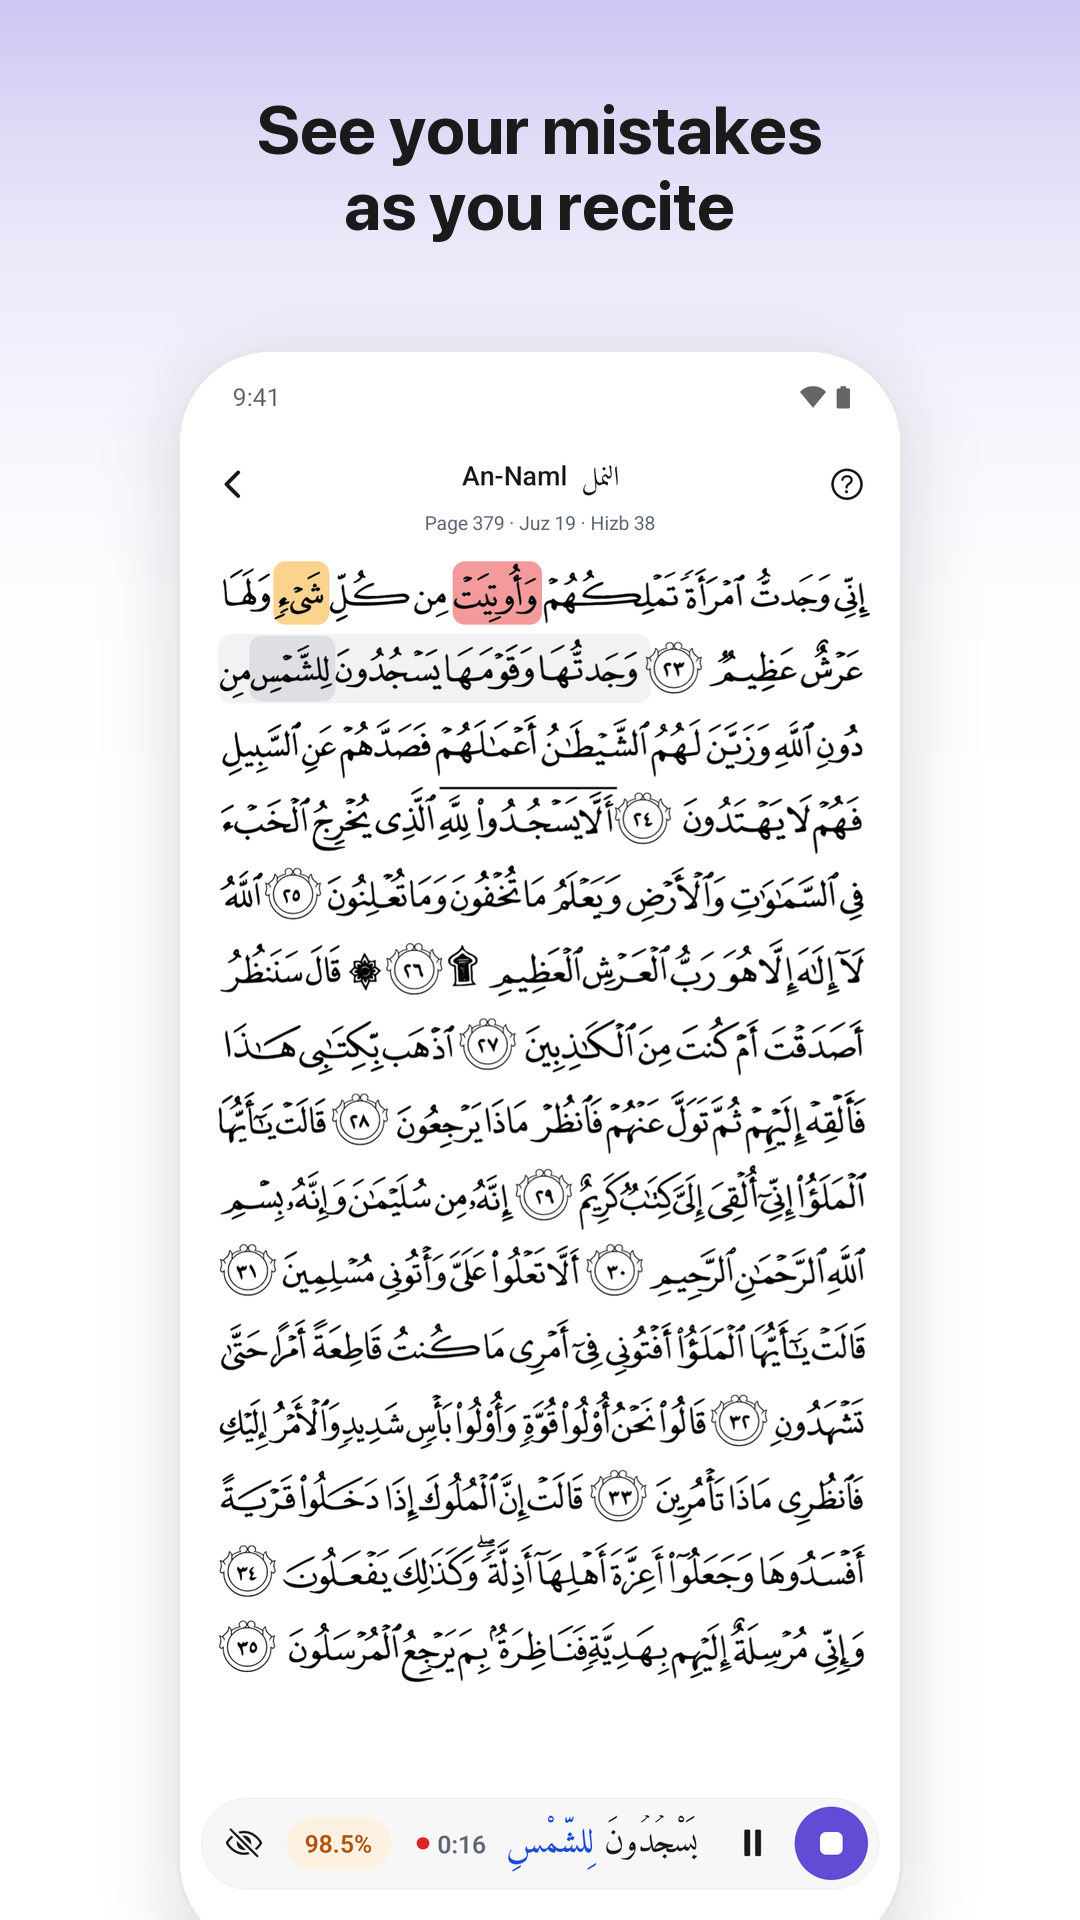 See your mistakes
as you recite
9:41
An-Naml النمل
Page 379 · Juz 19 · Hizb 38
إِنِّي وَجَدتُّ ٱمْرَأَةً تَمْلِكُهُمْ وَأُوتِيَتْ مِن كُلِّ شَىْءٍ وَلَهَا
عَرْشٌ عَظِيمٌ ٢٣ وَجَدتُّهَا وَقَوْمَهَا يَسْجُدُونَ لِلشَّمْسِ مِن
دُونِ ٱللَّهِ وَزَيَّنَ لَهُمُ ٱلشَّيْطَٰنُ أَعْمَٰلَهُمْ فَصَدَّهُمْ عَنِ ٱلسَّبِيلِ
فَهُمْ لَا يَهْتَدُونَ ٢٤ أَلَّا يَسْجُدُوا۟ لِلَّهِ ٱلَّذِى يُخْرِجُ ٱلْخَبْءَ
فِى ٱلسَّمَٰوَٰتِ وَٱلْأَرْضِ وَيَعْلَمُ مَا تُخْفُونَ وَمَا تُعْلِنُونَ ٢٥ ٱللَّهُ
لَآ إِلَٰهَ إِلَّا هُوَ رَبُّ ٱلْعَرْشِ ٱلْعَظِيمِ ۩ ٢٦ ۞ قَالَ سَنَنظُرُ
أَصَدَقْتَ أَمْ كُنتَ مِنَ ٱلْكَٰذِبِينَ ٢٧ ٱذْهَب بِّكِتَٰبِى هَٰذَا
فَأَلْقِهْ إِلَيْهِمْ ثُمَّ تَوَلَّ عَنْهُمْ فَٱنظُرْ مَاذَا يَرْجِعُونَ ٢٨ قَالَتْ يَٰٓأَيُّهَا
ٱلْمَلَؤُا۟ إِنِّىٓ أُلْقِىَ إِلَىَّ كِتَٰبٌ كَرِيمٌ ٢٩ إِنَّهُۥ مِن سُلَيْمَٰنَ وَإِنَّهُۥ بِسْمِ
ٱللَّهِ ٱلرَّحْمَٰنِ ٱلرَّحِيمِ ٣٠ أَلَّا تَعْلُوا۟ عَلَىَّ وَأْتُونِى مُسْلِمِينَ ٣١
قَالَتْ يَٰٓأَيُّهَا ٱلْمَلَؤُا۟ أَفْتُونِى فِىٓ أَمْرِى مَا كُنتُ قَاطِعَةً أَمْرًا حَتَّىٰ
تَشْهَدُونِ ٣٢ قَالُوا۟ نَحْنُ أُو۟لُوا۟ قُوَّةٍ وَأُو۟لُوا۟ بَأْسٍ شَدِيدٍ وَٱلْأَمْرُ إِلَيْكِ
فَٱنظُرِى مَاذَا تَأْمُرِينَ ٣٣ قَالَتْ إِنَّ ٱلْمُلُوكَ إِذَا دَخَلُوا۟ قَرْيَةً
أَفْسَدُوهَا وَجَعَلُوٓا۟ أَعِزَّةَ أَهْلِهَآ أَذِلَّةً ۖ وَكَذَٰلِكَ يَفْعَلُونَ ٣٤
وَإِنِّى مُرْسِلَةٌ إِلَيْهِم بِهَدِيَّةٍ فَنَاظِرَةٌۢ بِمَ يَرْجِعُ ٱلْمُرْسَلُونَ ٣٥
98.5% 0:16 يَسْجُدُونَ لِلشَّمْسِ